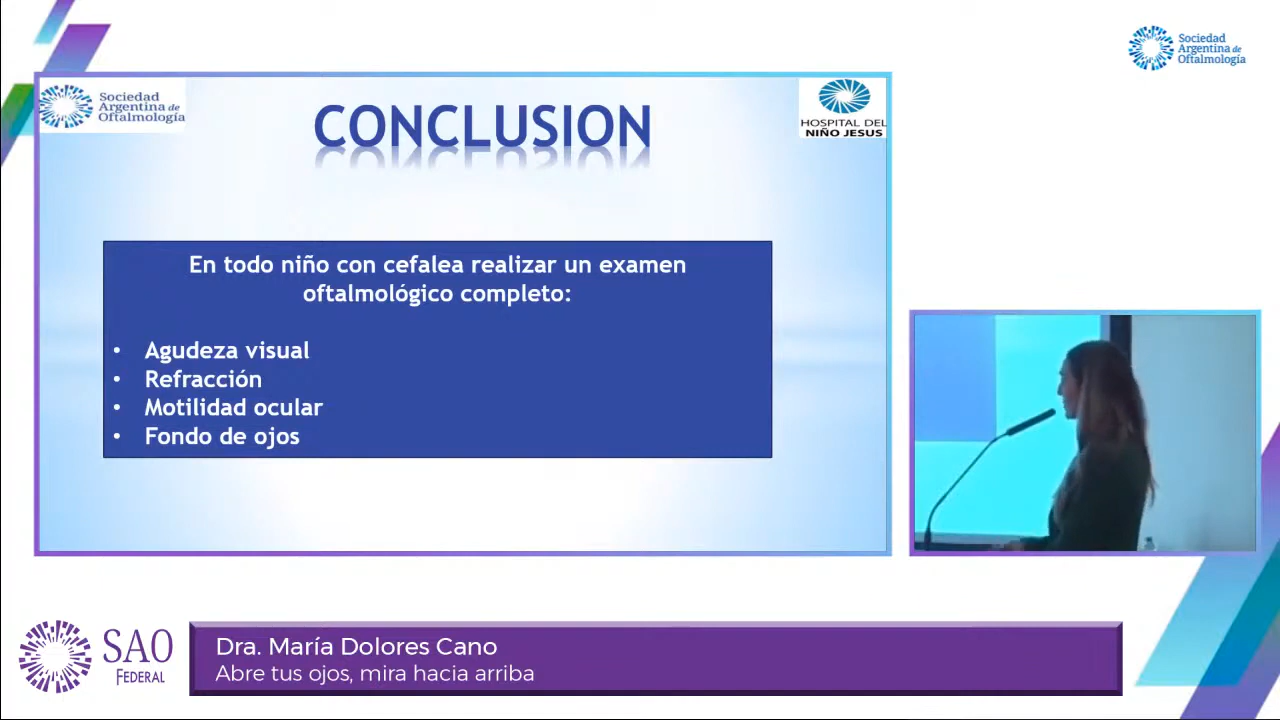 Sociedad
Argentina de
Oftalmología
Sociedad
Argentina de
Oftalmología
CONCLUSION
HOSPITAL DEL
NIÑO JESUS
En todo niño con cefalea realizar un examen
oftalmológico completo:
• Agudeza visual
• Refracción
• Motilidad ocular
• Fondo de ojos
SAO
FEDERAL
Dra. María Dolores Cano
Abre tus ojos, mira hacia arriba